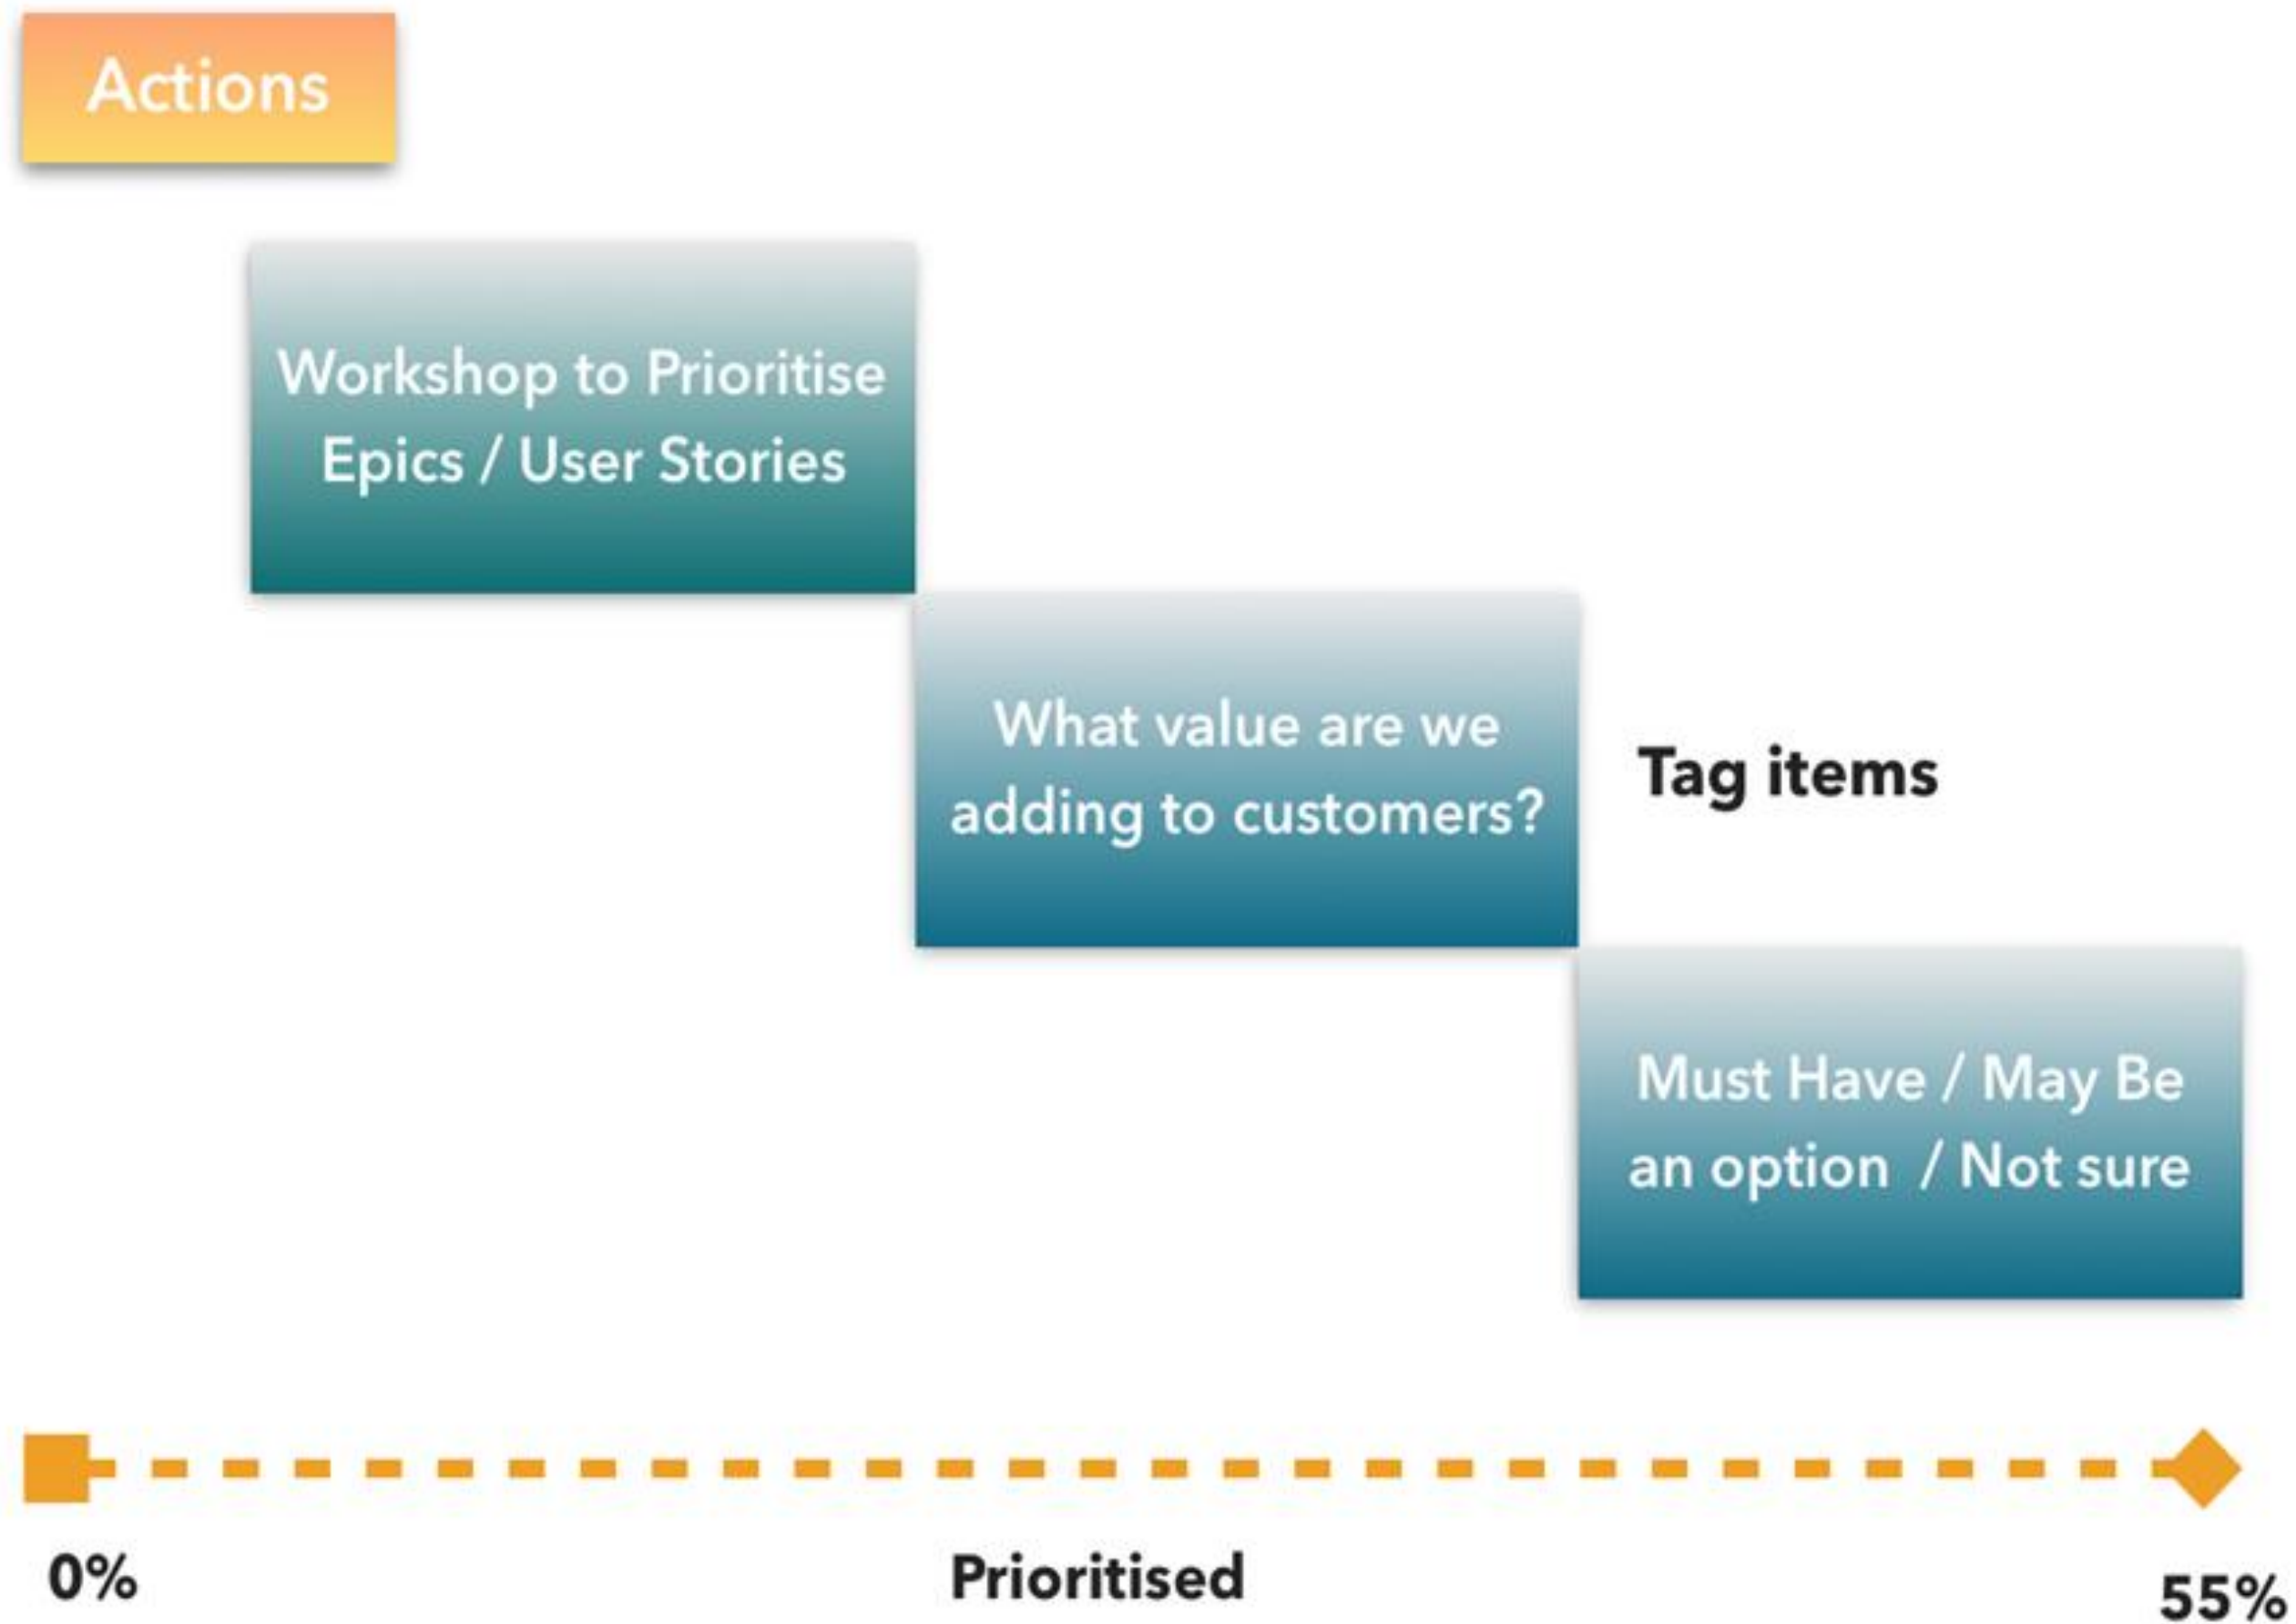 Actions
Workshop to Prioritise
Epics / User Stories
What value are we
adding to customers?
Tag items
Must Have / May Be
an option / Not sure
0%
Prioritised
55%